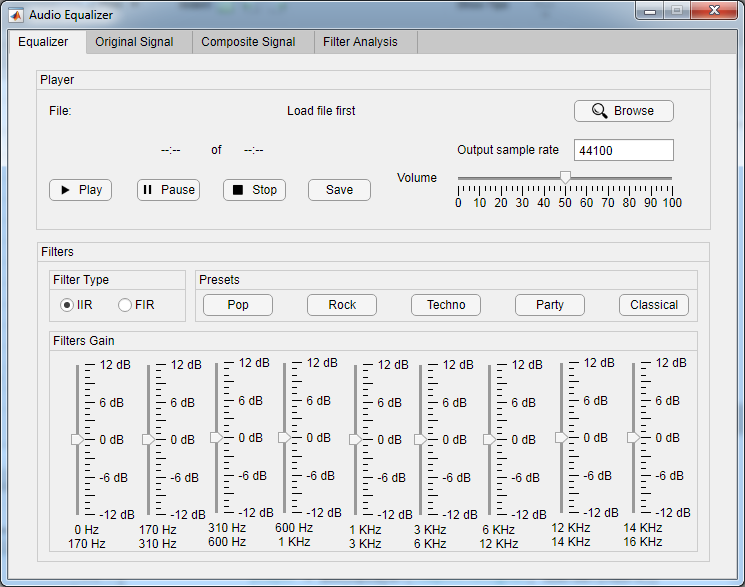 Audio Equalizer
Equalizer Original Signal Composite Signal Filter Analysis
Player
File: Load file first Browse
--:-- of --:-- Output sample rate 44100
Play Pause Stop Save Volume
0 10 20 30 40 50 60 70 80 90 100
Filters
Filter Type Presets
IIR FIR Pop Rock Techno Party Classical
Filters Gain
12 dB 12 dB 12 dB 12 dB 12 dB 12 dB 12 dB 12 dB 12 dB
6 dB 6 dB 6 dB 6 dB 6 dB 6 dB 6 dB 6 dB 6 dB
0 dB 0 dB 0 dB 0 dB 0 dB 0 dB 0 dB 0 dB 0 dB
-6 dB -6 dB -6 dB -6 dB -6 dB -6 dB -6 dB -6 dB -6 dB
-12 dB -12 dB -12 dB -12 dB -12 dB -12 dB -12 dB -12 dB -12 dB
0 Hz 170 Hz 310 Hz 600 Hz 1 KHz 3 KHz 6 KHz 12 KHz 14 KHz
170 Hz 310 Hz 600 Hz 1 KHz 3 KHz 6 KHz 12 KHz 14 KHz 16 KHz